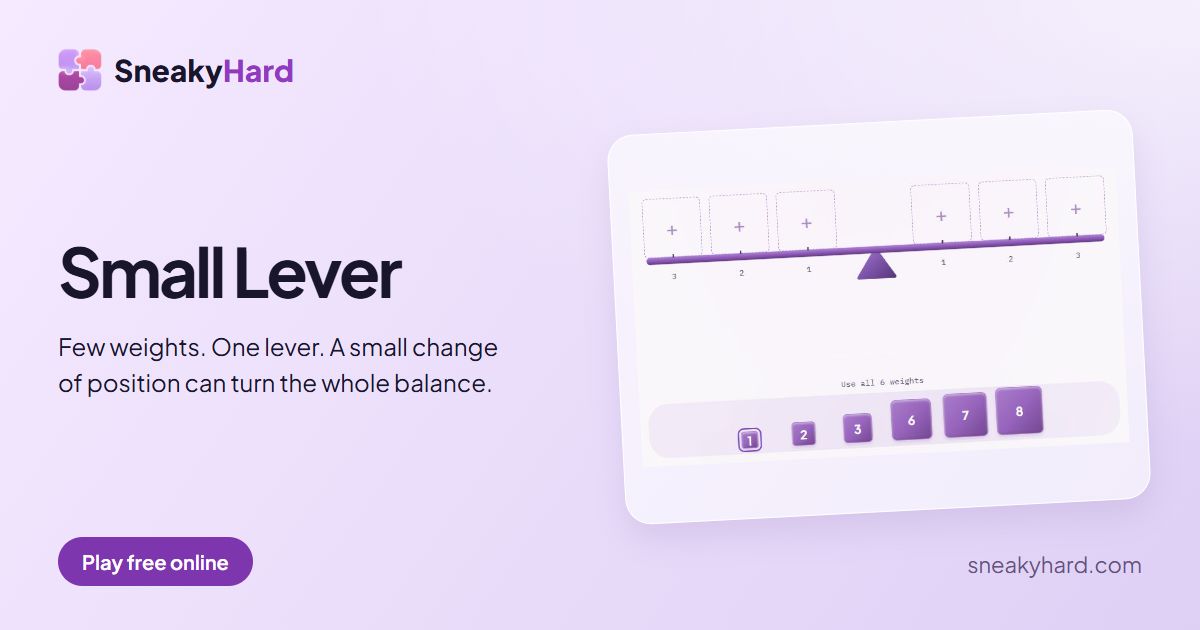 SneakyHard
Small Lever
Few weights. One lever. A small change
of position can turn the whole balance.
Play free online
+ + + + + +
3 2 1 1 2 3
Use all 6 weights
1 2 3 6 7 8
sneakyhard.com